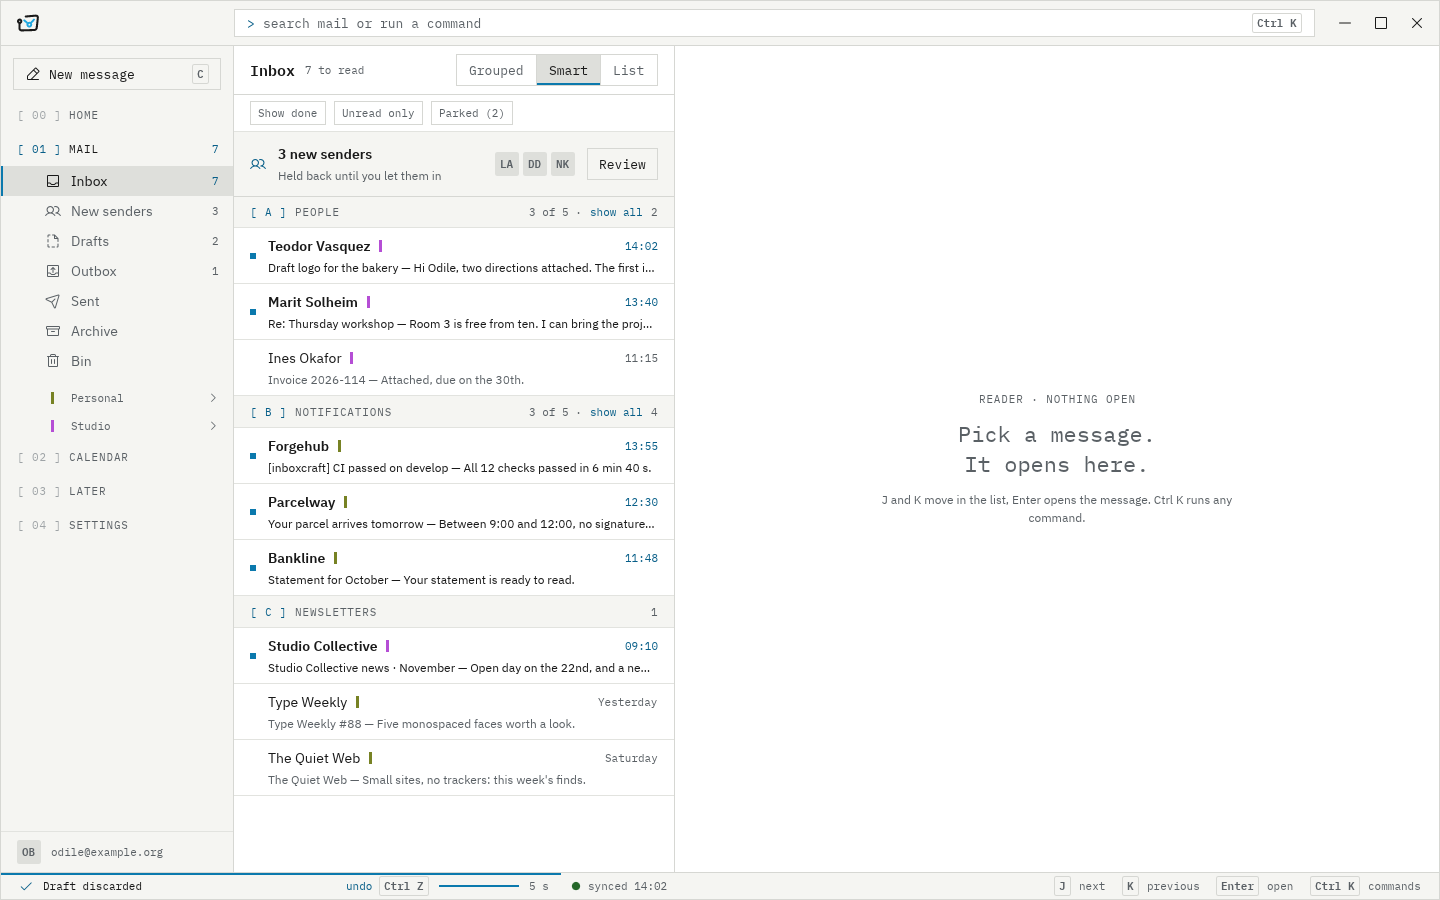 > search mail or run a command Ctrl K
New message C
[ 00 ] HOME
[ 01 ] MAIL 7
Inbox 7
New senders 3
Drafts 2
Outbox 1
Sent
Archive
Bin
Personal
Studio
[ 02 ] CALENDAR
[ 03 ] LATER
[ 04 ] SETTINGS
OB odile@example.org
Inbox 7 to read Grouped Smart List
Show done Unread only Parked (2)
3 new senders
Held back until you let them in
LA DD NK Review
[ A ] PEOPLE 3 of 5 · show all 2
Teodor Vasquez 14:02
Draft logo for the bakery — Hi Odile, two directions attached. The first i…
Marit Solheim 13:40
Re: Thursday workshop — Room 3 is free from ten. I can bring the proj…
Ines Okafor 11:15
Invoice 2026-114 — Attached, due on the 30th.
[ B ] NOTIFICATIONS 3 of 5 · show all 4
Forgehub 13:55
[inboxcraft] CI passed on develop — All 12 checks passed in 6 min 40 s.
Parcelway 12:30
Your parcel arrives tomorrow — Between 9:00 and 12:00, no signature…
Bankline 11:48
Statement for October — Your statement is ready to read.
[ C ] NEWSLETTERS 1
Studio Collective 09:10
Studio Collective news · November — Open day on the 22nd, and a ne…
Type Weekly Yesterday
Type Weekly #88 — Five monospaced faces worth a look.
The Quiet Web Saturday
The Quiet Web — Small sites, no trackers: this week's finds.
READER · NOTHING OPEN
Pick a message.
It opens here.
J and K move in the list, Enter opens the message. Ctrl K runs any
command.
Draft discarded undo Ctrl Z 5 s synced 14:02 J next K previous Enter open Ctrl K commands